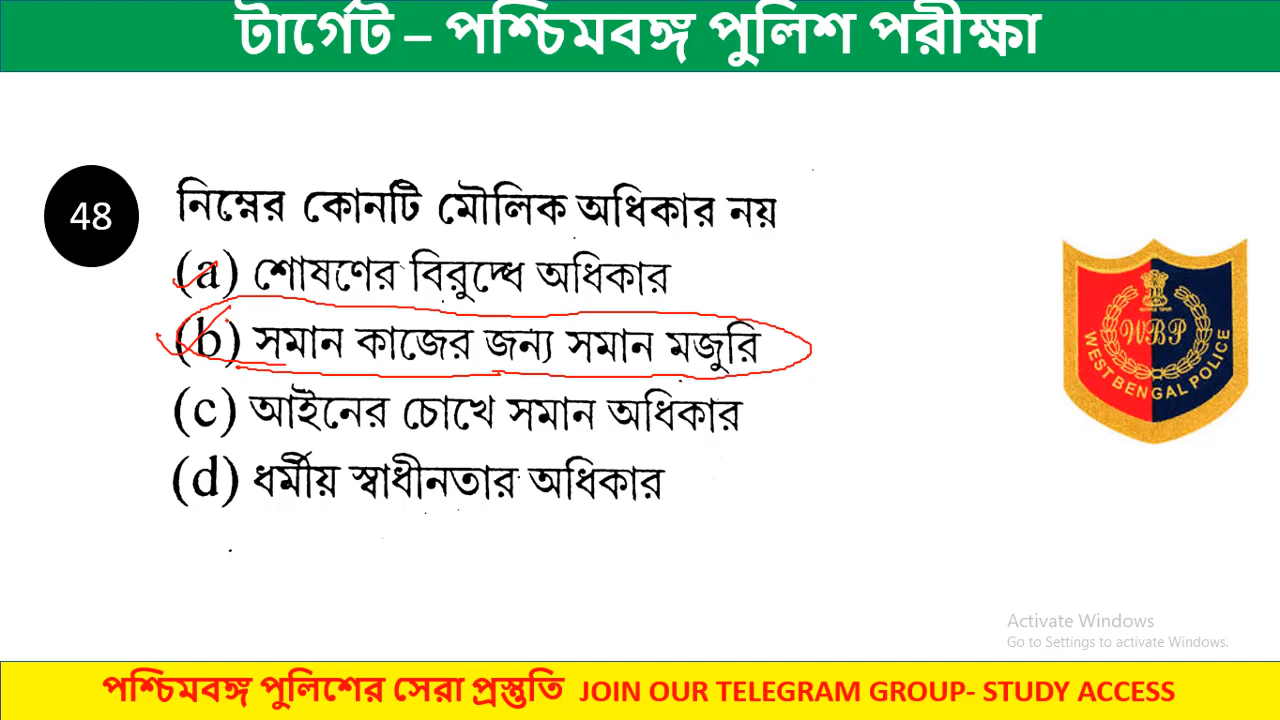 টার্গেট – পশ্চিমবঙ্গ পুলিশ পরীক্ষা
48
নিম্নের কোনটি মৌলিক অধিকার নয়
(a) শোষণের বিরুদ্ধে অধিকার
(b) সমান কাজের জন্য সমান মজুরি
(c) আইনের চোখে সমান অধিকার
(d) ধর্মীয় স্বাধীনতার অধিকার
WBP
WEST BENGAL POLICE
Activate Windows
Go to Settings to activate Windows.
পশ্চিমবঙ্গ পুলিশের সেরা প্রস্তুতি JOIN OUR TELEGRAM GROUP- STUDY ACCESS